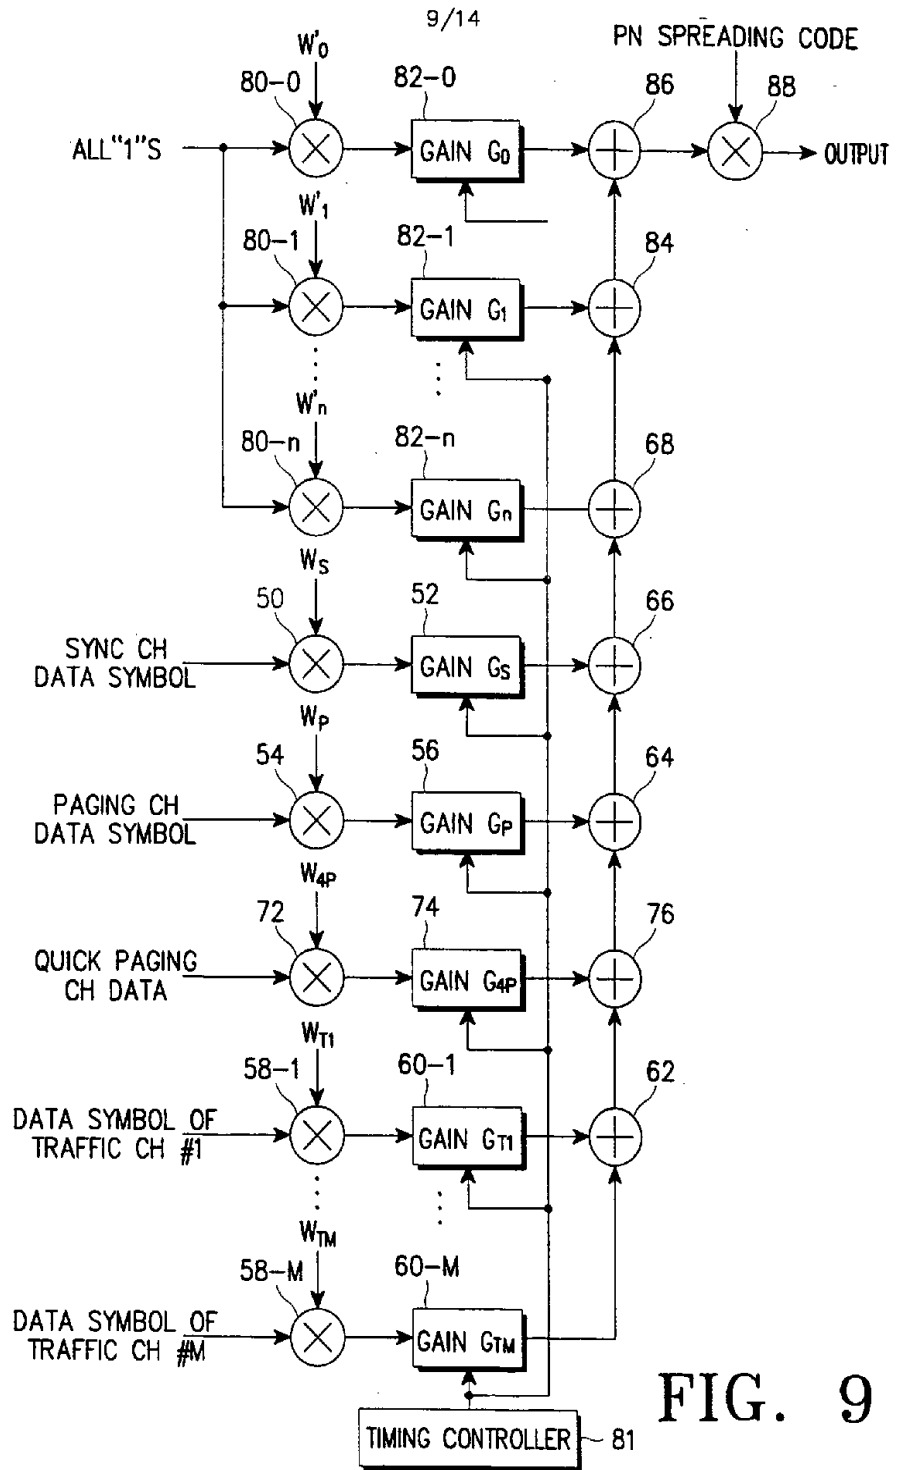 9/14
W'0
PN SPREADING CODE
80-0
82-0
86
88
ALL“1”S
GAIN G0
OUTPUT
W'1
80-1
82-1
84
GAIN G1
W'n
80-n
82-n
68
GAIN Gn
WS
50
52
66
SYNC CH
DATA SYMBOL
GAIN GS
WP
54
56
64
PAGING CH
DATA SYMBOL
GAIN GP
W4P
72
74
76
QUICK PAGING
CH DATA
GAIN G4P
WT1
58-1
60-1
62
DATA SYMBOL OF
TRAFFIC CH #1
GAIN GT1
WTM
58-M
60-M
DATA SYMBOL OF
TRAFFIC CH #M
GAIN GTM
TIMING CONTROLLER
81
FIG. 9